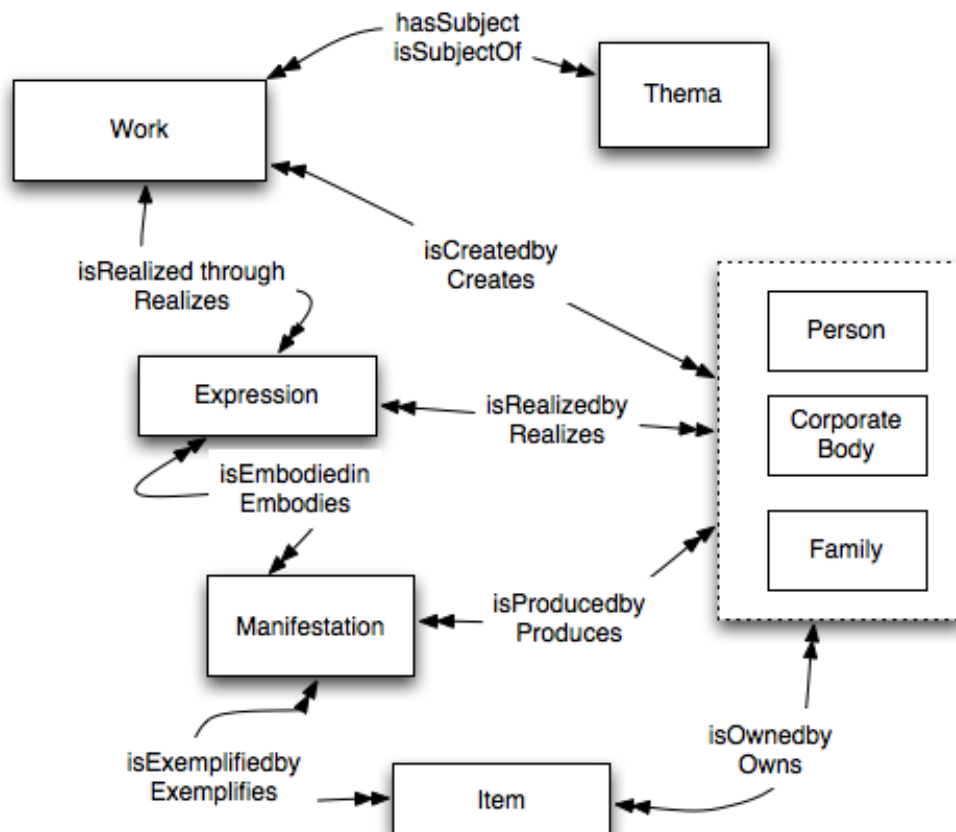 hasSubject
isSubjectOf
Thema
Work
isCreatedby
Creates
isRealized through
Realizes
Person
Expression
isRealizedby
Realizes
Corporate
Body
isEmbodiedin
Embodies
Family
Manifestation
isProducedby
Produces
isExemplifiedby
Exemplifies
isOwnedby
Owns
Item